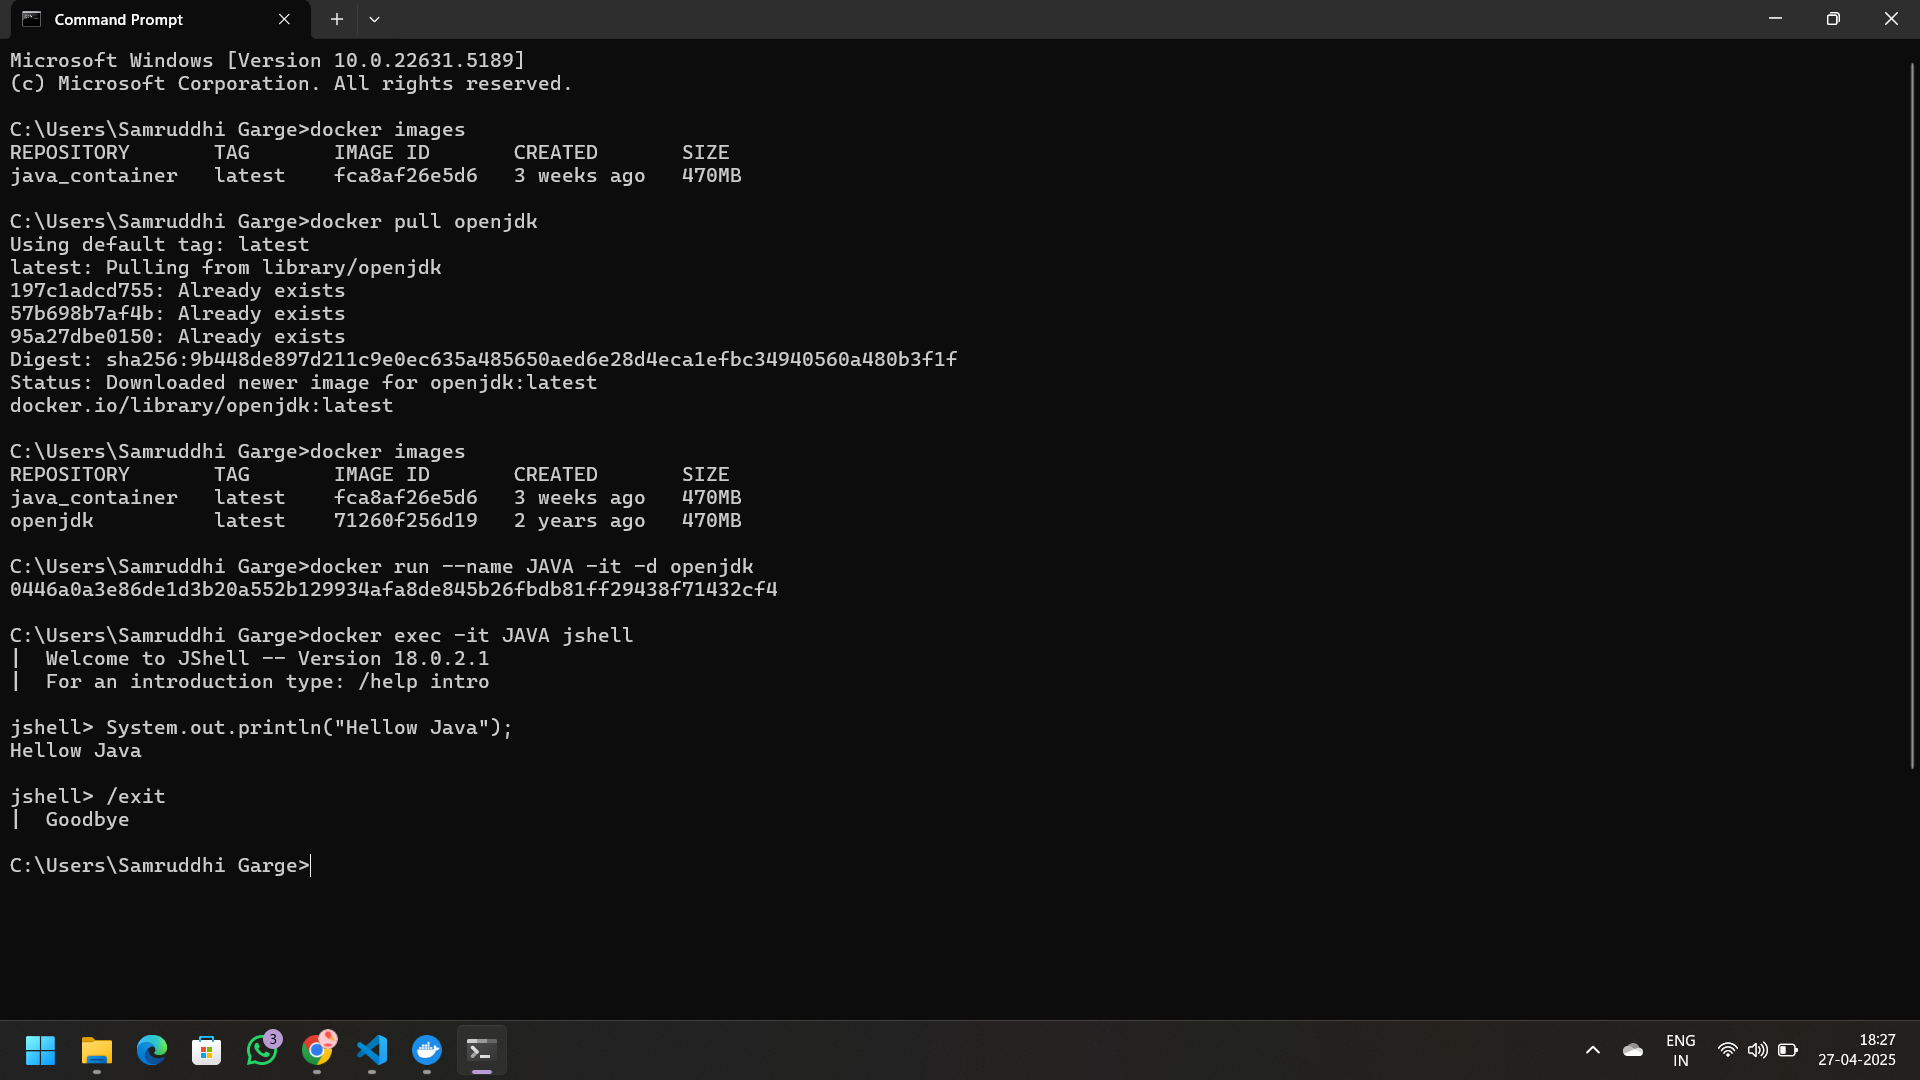 Command Prompt
Microsoft Windows [Version 10.0.22631.5189]
(c) Microsoft Corporation. All rights reserved.
C:\Users\Samruddhi Garge>docker images
REPOSITORY TAG IMAGE ID CREATED SIZE
java_container latest fca8af26e5d6 3 weeks ago 470MB
C:\Users\Samruddhi Garge>docker pull openjdk
Using default tag: latest
latest: Pulling from library/openjdk
197c1adcd755: Already exists
57b698b7af4b: Already exists
95a27dbe0150: Already exists
Digest: sha256:9b448de897d211c9e0ec635a485650aed6e28d4eca1efbc34940560a480b3f1f
Status: Downloaded newer image for openjdk:latest
docker.io/library/openjdk:latest
C:\Users\Samruddhi Garge>docker images
REPOSITORY TAG IMAGE ID CREATED SIZE
java_container latest fca8af26e5d6 3 weeks ago 470MB
openjdk latest 71260f256d19 2 years ago 470MB
C:\Users\Samruddhi Garge>docker run --name JAVA -it -d openjdk
0446a0a3e86de1d3b20a552b129934afa8de845b26fbdb81ff29438f71432cf4
C:\Users\Samruddhi Garge>docker exec -it JAVA jshell
| Welcome to JShell -- Version 18.0.2.1
| For an introduction type: /help intro
jshell> System.out.println("Hellow Java");
Hellow Java
jshell> /exit
| Goodbye
C:\Users\Samruddhi Garge>
3
ENG
IN
18:27
27-04-2025